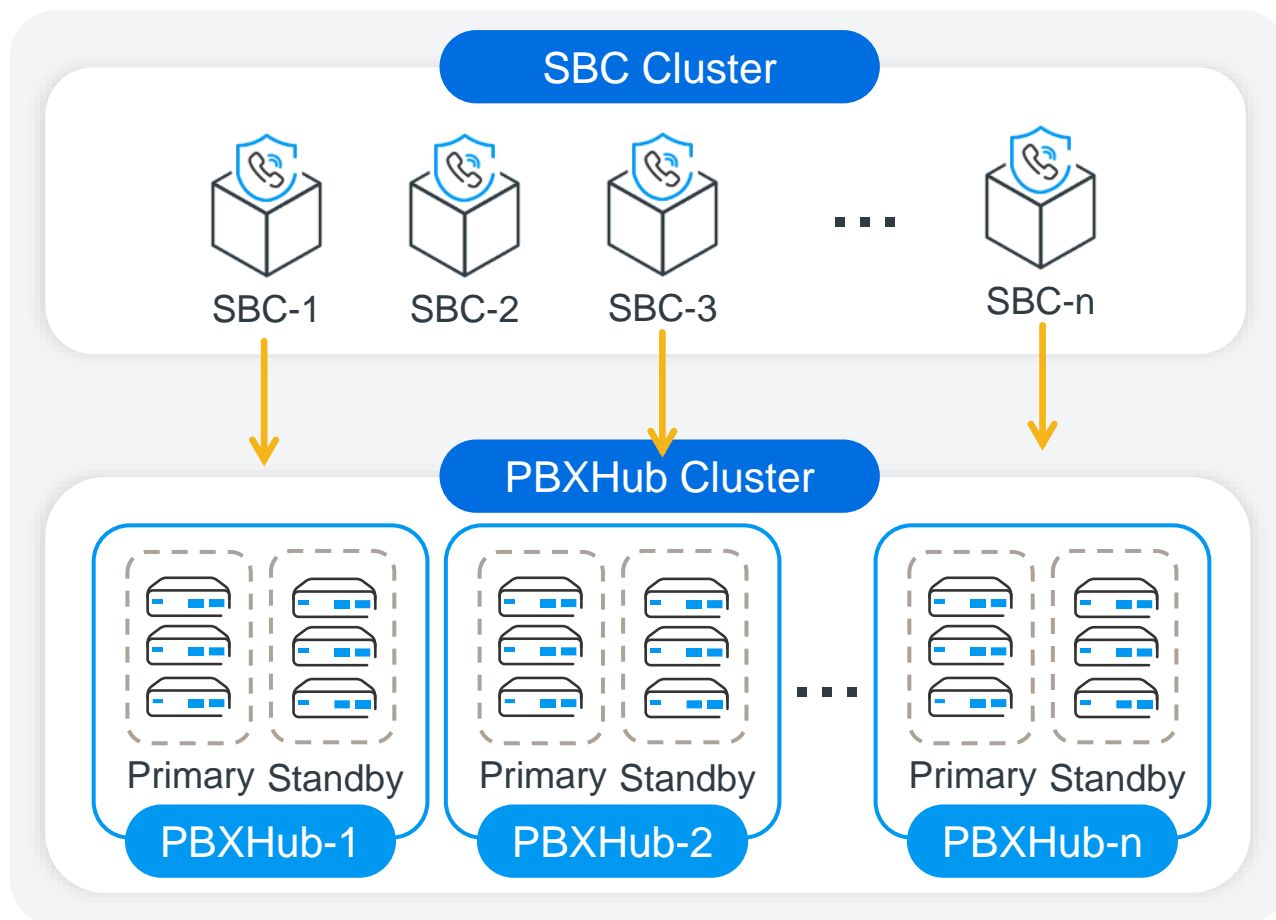 SBC Cluster
SBC-1
SBC-2
SBC-3
SBC-n
PBXHub Cluster
Primary
Standby
Primary
Standby
Primary
Standby
PBXHub-1
PBXHub-2
PBXHub-n